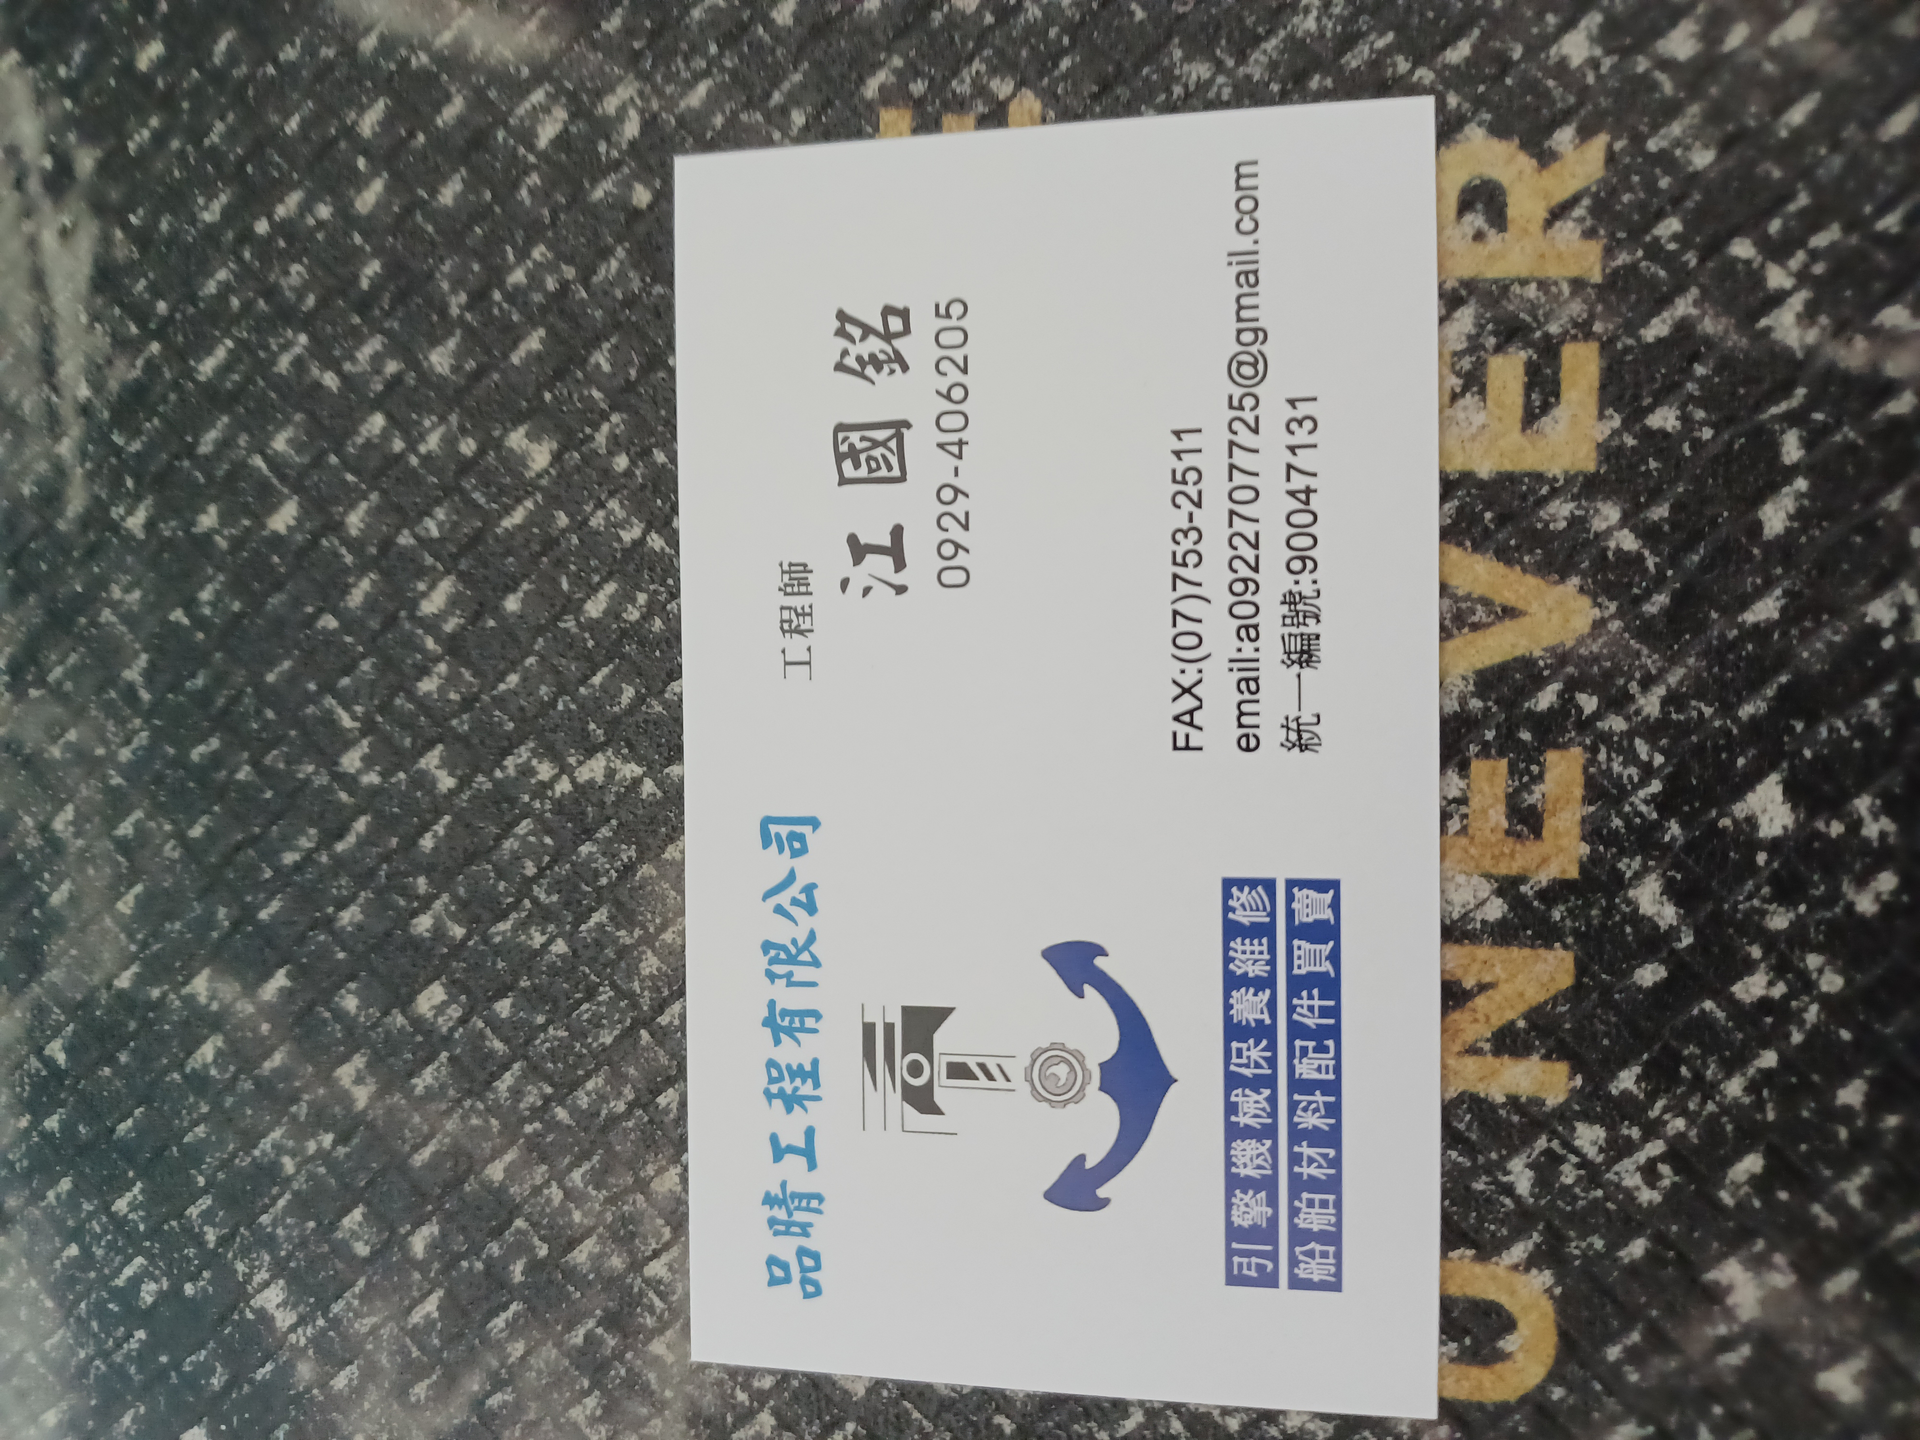 品晴工程有限公司
工程師
江國銘
0929-406205
FAX:(07)753-2511
email:a0922707725@gmail.com
統一編號:90047131
引擎機械保養維修
船舶材料配件買賣
NEVER